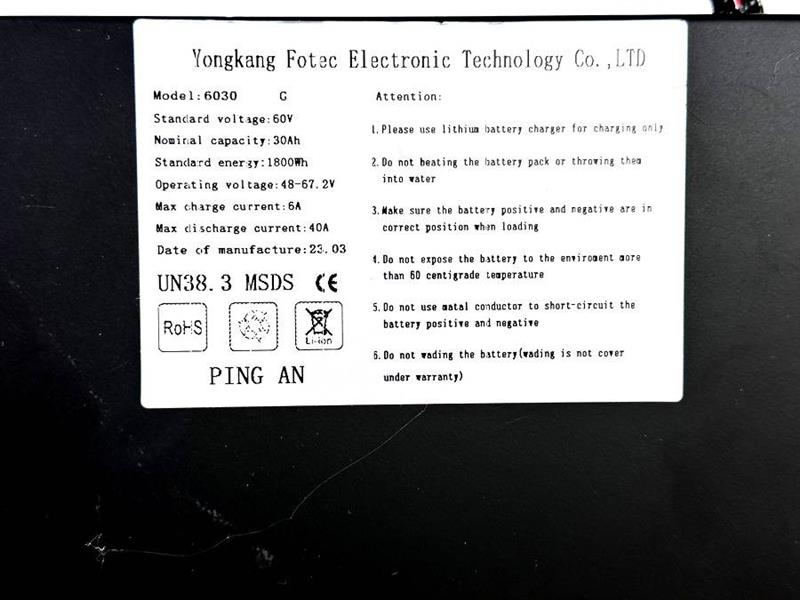 Yongkang Fotec Electronic Technology Co.,LTD
Model:6030 G
Standard voltage:60V
Nominal capacity:30Ah
Standard energy:1800Wh
Operating voltage:48-67.2V
Max charge current:6A
Max discharge current:40A
Date of manufacture:23.03
UN38.3 MSDS CE
RoHS
Li-ion
PING AN
Attention:
1.Please use lithium battery charger for charging only
2.Do not beating the battery pack or throwing them
into water
3.Make sure the battery positive and negative are in
correct position when loading
4.Do not expose the battery to the enviroment more
than 60 centigrade temperature
5.Do not use matal conductor to short-circuit the
battery positive and negative
6.Do not wading the battery(wading is not cover
under warranty)